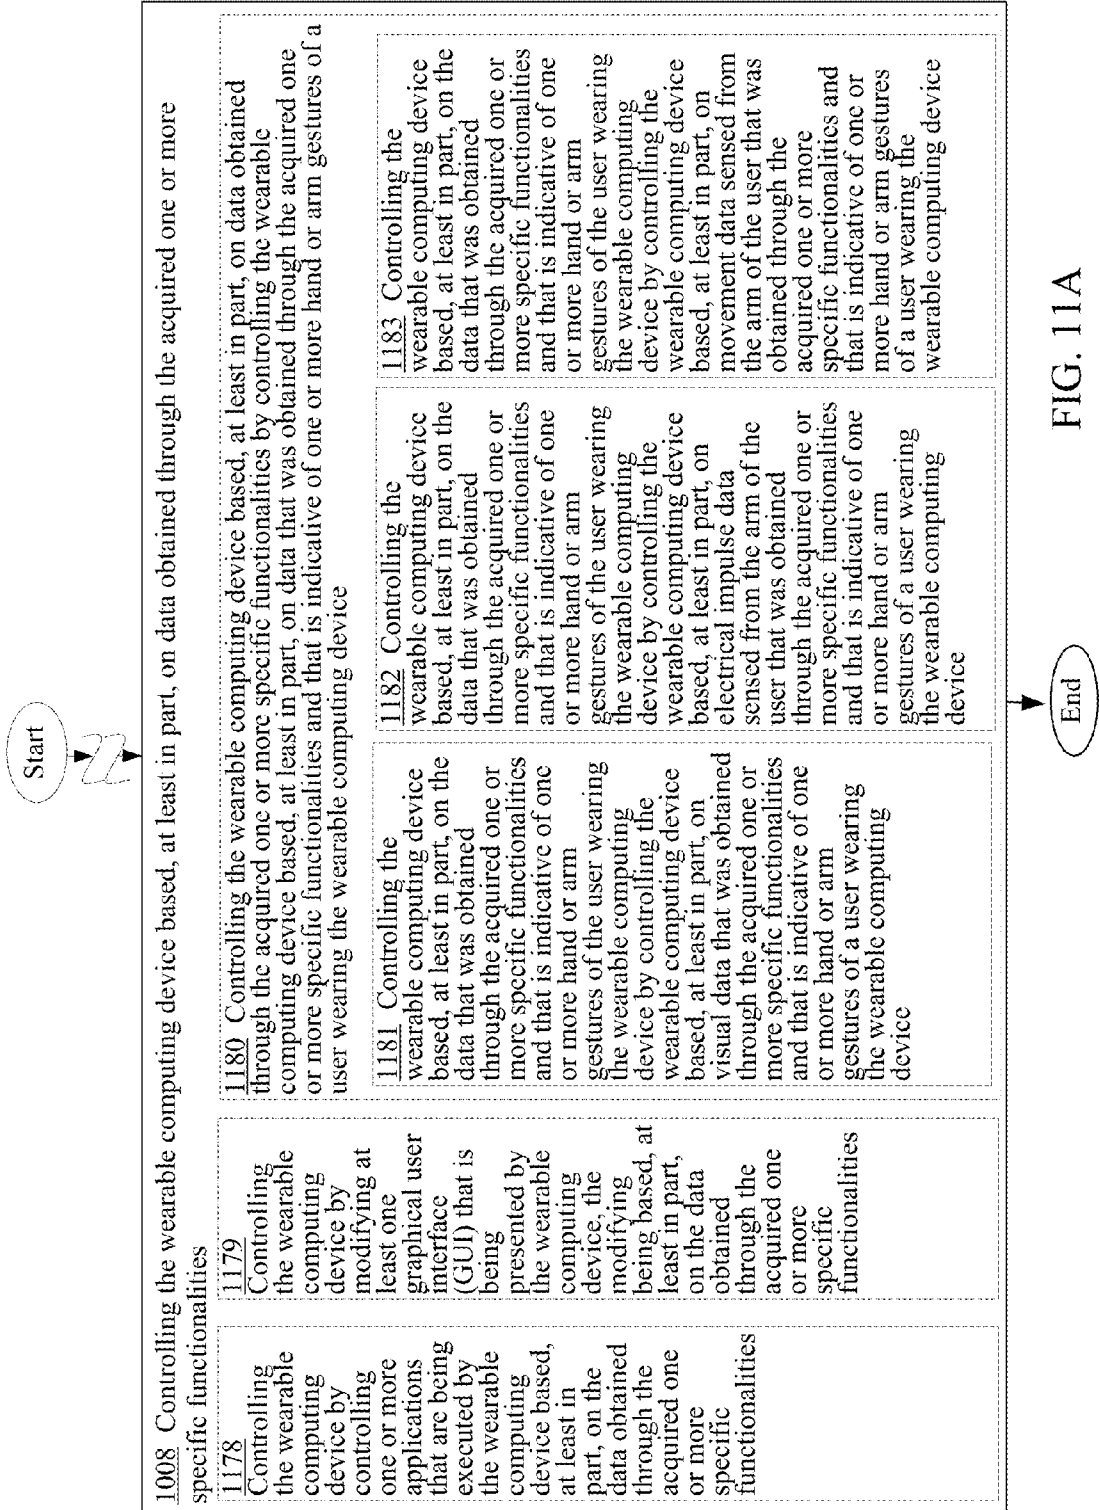 Start
1008 Controlling the wearable computing device based, at least in part, on data obtained through the acquired one or more
specific functionalities
1178
Controlling
the wearable
computing
device by
controlling
one or more
applications
that are being
executed by
the wearable
computing
device based,
at least in
part, on the
data obtained
through the
acquired one
or more
specific
functionalities
1179
Controlling
the wearable
computing
device by
modifying at
least one
graphical user
interface
(GUI) that is
being
presented by
the wearable
computing
device, the
modifying
being based, at
least in part,
on the data
obtained
through the
acquired one
or more
specific
functionalities
1180 Controlling the wearable computing device based, at least in part, on data obtained
through the acquired one or more specific functionalities by controlling the wearable
computing device based, at least in part, on data that was obtained through the acquired one
or more specific functionalities and that is indicative of one or more hand or arm gestures of a
user wearing the wearable computing device
1181 Controlling the
wearable computing device
based, at least in part, on the
data that was obtained
through the acquired one or
more specific functionalities
and that is indicative of one
or more hand or arm
gestures of the user wearing
the wearable computing
device by controlling the
wearable computing device
based, at least in part, on
visual data that was obtained
through the acquired one or
more specific functionalities
and that is indicative of one
or more hand or arm
gestures of a user wearing
the wearable computing
device
1182 Controlling the
wearable computing device
based, at least in part, on the
data that was obtained
through the acquired one or
more specific functionalities
and that is indicative of one
or more hand or arm
gestures of the user wearing
the wearable computing
device by controlling the
wearable computing device
based, at least in part, on
electrical impulse data
sensed from the arm of the
user that was obtained
through the acquired one or
more specific functionalities
and that is indicative of one
or more hand or arm
gestures of a user wearing
the wearable computing
device
1183 Controlling the
wearable computing device
based, at least in part, on the
data that was obtained
through the acquired one or
more specific functionalities
and that is indicative of one
or more hand or arm
gestures of the user wearing
the wearable computing
device by controlling the
wearable computing device
based, at least in part, on
movement data sensed from
the arm of the user that was
obtained through the
acquired one or more
specific functionalities and
that is indicative of one or
more hand or arm gestures
of a user wearing the
wearable computing device
End
FIG. 11A